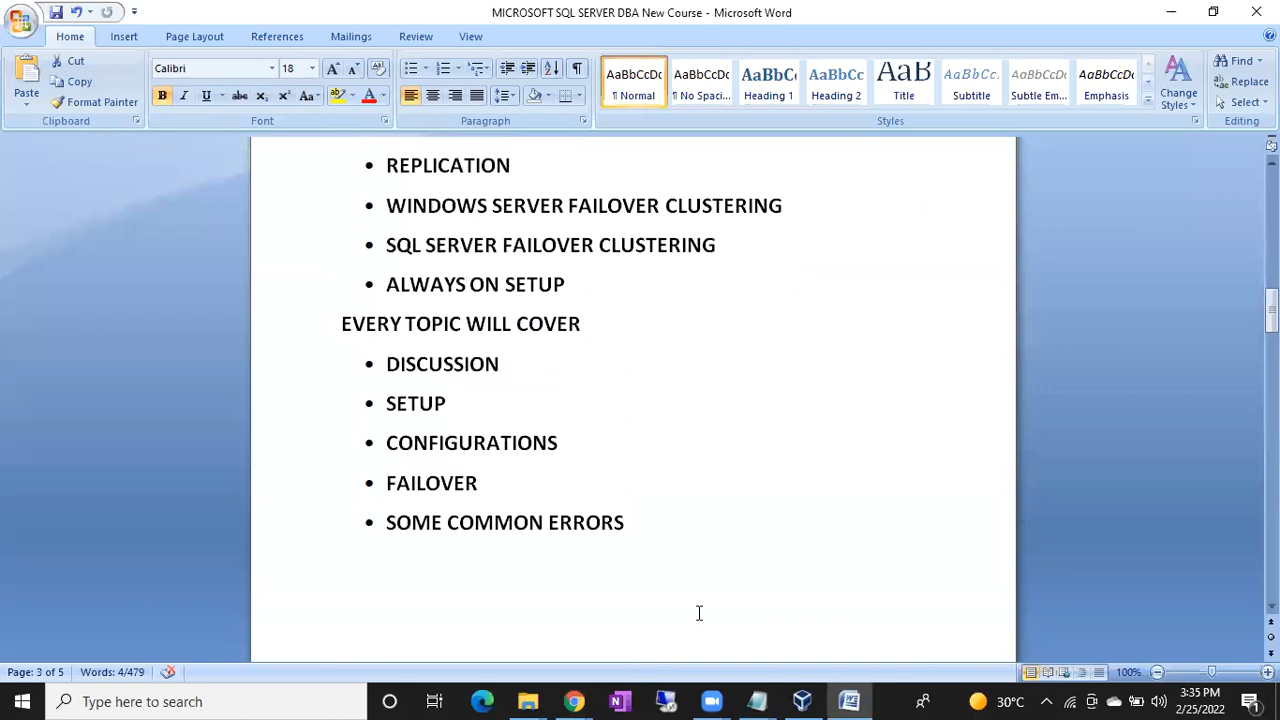 MICROSOFT SQL SERVER DBA New Course - Microsoft Word
Home Insert Page Layout References Mailings Review View
Paste
Cut
Copy
Format Painter
Clipboard
Calibri 18
Font
Paragraph
AaBbCcDc AaBbCcDc AaBbCc AaBbCc AaB AaBbCc. AaBbCcDc AaBbCcDc
¶ Normal ¶ No Spaci... Heading 1 Heading 2 Title Subtitle Subtle Em... Emphasis
Change
Styles
Styles
Find
Replace
Select
Editing
• REPLICATION
• WINDOWS SERVER FAILOVER CLUSTERING
• SQL SERVER FAILOVER CLUSTERING
• ALWAYS ON SETUP
EVERY TOPIC WILL COVER
• DISCUSSION
• SETUP
• CONFIGURATIONS
• FAILOVER
• SOME COMMON ERRORS
Page: 3 of 5 Words: 4/479 100%
Type here to search 30°C 3:35 PM
2/25/2022